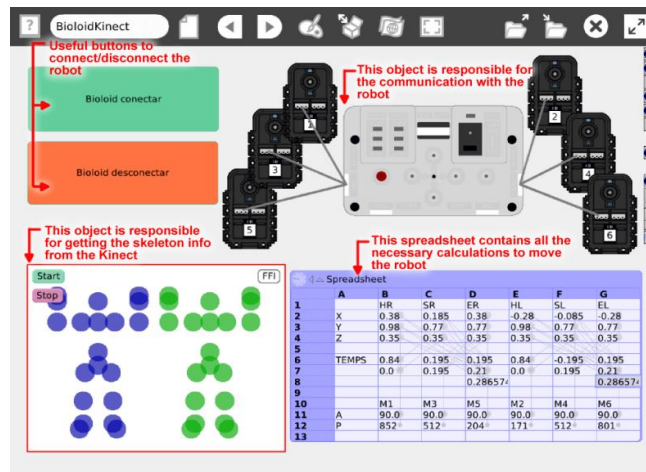 ?
BioloidKinect
Useful buttons to
connect/disconnect the
robot
Bioloid conectar
Bioloid desconectar
This object is responsible for
the communication with the
robot
1
2
3
4
5
6
This object is responsible
for getting the skeleton info
from the Kinect
Start
FFI
Stop
This spreadsheet contains all the
necessary calculations to move
the robot
Spreadsheet
A B C D E F G
1 HR SR ER HL SL EL
2 X 0.38 0.185 0.38 -0.28 -0.085 -0.28
3 Y 0.98 0.77 0.77 0.98 0.77 0.77
4 Z 0.35 0.35 0.35 0.35 0.35 0.35
5
6 TEMPS 0.84 0.195 0.195 0.84 -0.195 0.195
7 0.0 0.195 0.21 0.0 0.195 0.21
8 0.286574 0.286574
9
10 M1 M3 M5 M2 M4 M6
11 A 90.0 90.0 90.0 90.0 90.0 90.0
12 P 852 512 204 171 512 801
13